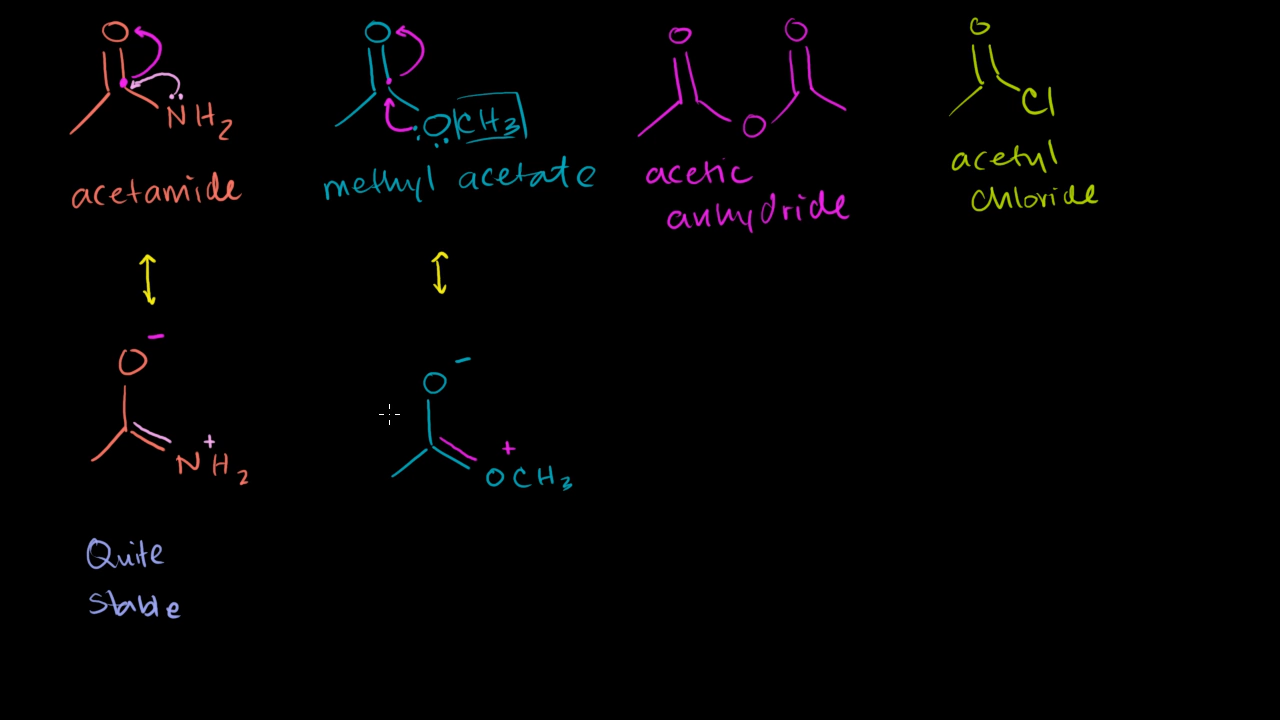 O O O O O
NH2 OCH3 O Cl
acetamide methyl acetate acetic anhydride acetyl chloride
O − O −
NH2 + OCH3 +
Quite
stable